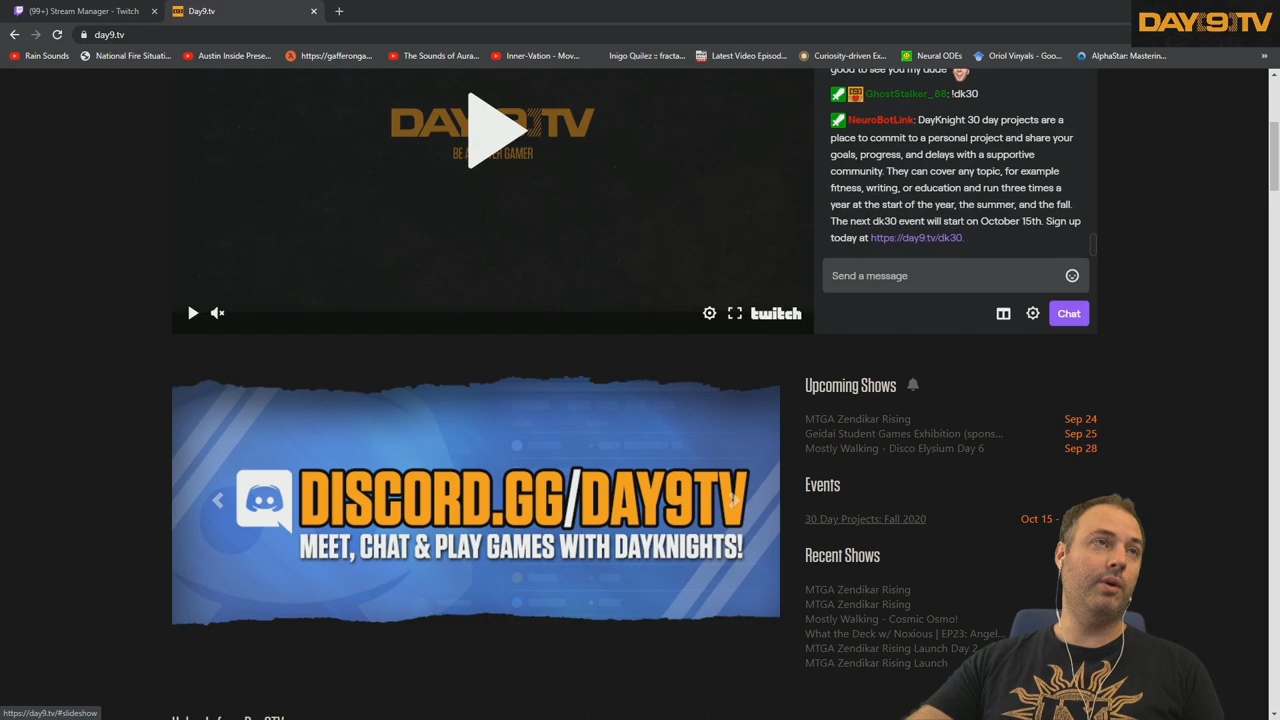 (99+) Stream Manager - Twitch
Day9.tv
DAY9TV
day9.tv
Rain Sounds
National Fire Situati...
Austin Inside Prese...
https://gafferonga...
The Sounds of Aura...
Inner-Vation - Mov...
Inigo Quilez :: fracta...
Latest Video Episod...
Curiosity-driven Ex...
Neural ODEs
Oriol Vinyals - Goo...
AlphaStar: Masterin...
»
good to see you my dude
GhostStalker_86: !dk30
NeuroBotLink: DayKnight 30 day projects are a
place to commit to a personal project and share your
goals, progress, and delays with a supportive
community. They can cover any topic, for example
fitness, writing, or education and run three times a
year at the start of the year, the summer, and the fall.
The next dk30 event will start on October 15th. Sign up
today at https://day9.tv/dk30.
Send a message
Chat
twitch
DISCORD.GG/DAY9TV
MEET, CHAT & PLAY GAMES WITH DAYKNIGHTS!
Upcoming Shows
MTGA Zendikar Rising Sep 24
Geidai Student Games Exhibition (spons... Sep 25
Mostly Walking - Disco Elysium Day 6 Sep 28
Events
30 Day Projects: Fall 2020 Oct 15 -
Recent Shows
MTGA Zendikar Rising
MTGA Zendikar Rising
Mostly Walking - Cosmic Osmo!
What the Deck w/ Noxious | EP23: Angel...
MTGA Zendikar Rising Launch Day 2
MTGA Zendikar Rising Launch
https://day9.tv/#slideshow